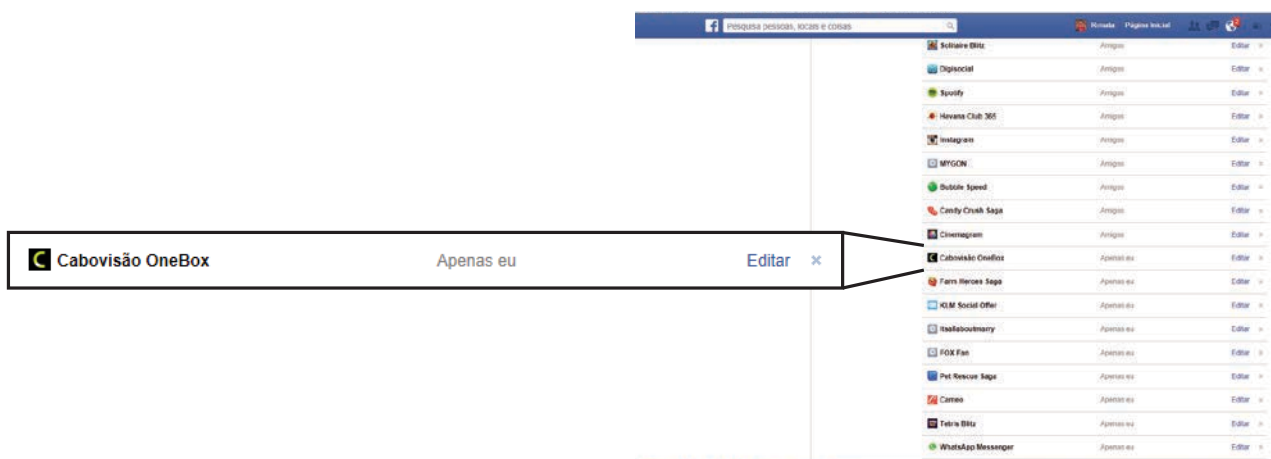 Pesquisa pessoas, locais e coisas Renata Página Inicial 2
Solitaire Blitz Amigos Editar ×
Digisocial Amigos Editar ×
Spotify Amigos Editar ×
Havana Club 365 Amigos Editar ×
Instagram Amigos Editar ×
MYGON Amigos Editar ×
Bubble Speed Amigos Editar ×
Candy Crush Saga Amigos Editar ×
Cinemagram Amigos Editar ×
Cabovisão OneBox Apenas eu Editar ×
Cabovisão OneBox Apenas eu Editar ×
Farm Heroes Saga Apenas eu Editar ×
KLM Social Offer Apenas eu Editar ×
itsallaboutmarry Apenas eu Editar ×
FOX Fan Apenas eu Editar ×
Pet Rescue Saga Apenas eu Editar ×
Cameo Apenas eu Editar ×
Tetris Blitz Apenas eu Editar ×
WhatsApp Messenger Apenas eu Editar ×